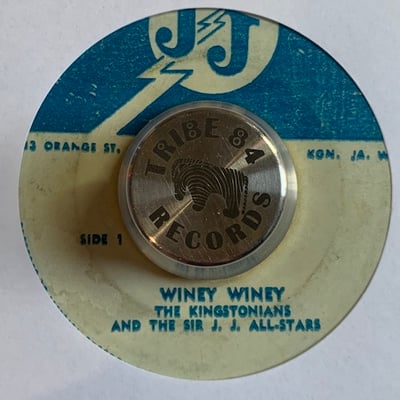 JJ
13 ORANGE ST.
KGN. JA. W
TRIBE 84
RECORDS
SIDE 1
WINEY WINEY
THE KINGSTONIANS
AND THE SIR J. J. ALL-STARS